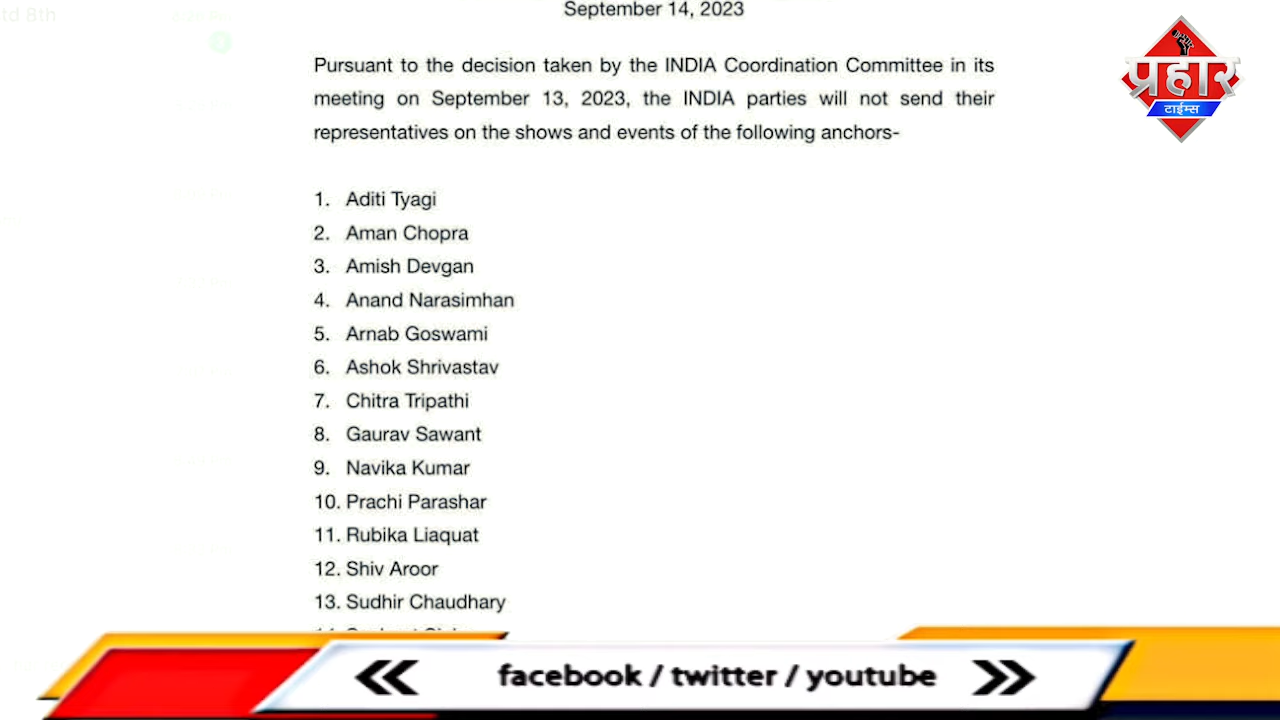 September 14, 2023
Pursuant to the decision taken by the INDIA Coordination Committee in its
meeting on September 13, 2023, the INDIA parties will not send their
representatives on the shows and events of the following anchors-
1. Aditi Tyagi
2. Aman Chopra
3. Amish Devgan
4. Anand Narasimhan
5. Arnab Goswami
6. Ashok Shrivastav
7. Chitra Tripathi
8. Gaurav Sawant
9. Navika Kumar
10. Prachi Parashar
11. Rubika Liaquat
12. Shiv Aroor
13. Sudhir Chaudhary
प्रहार
टाईम्स
facebook / twitter / youtube